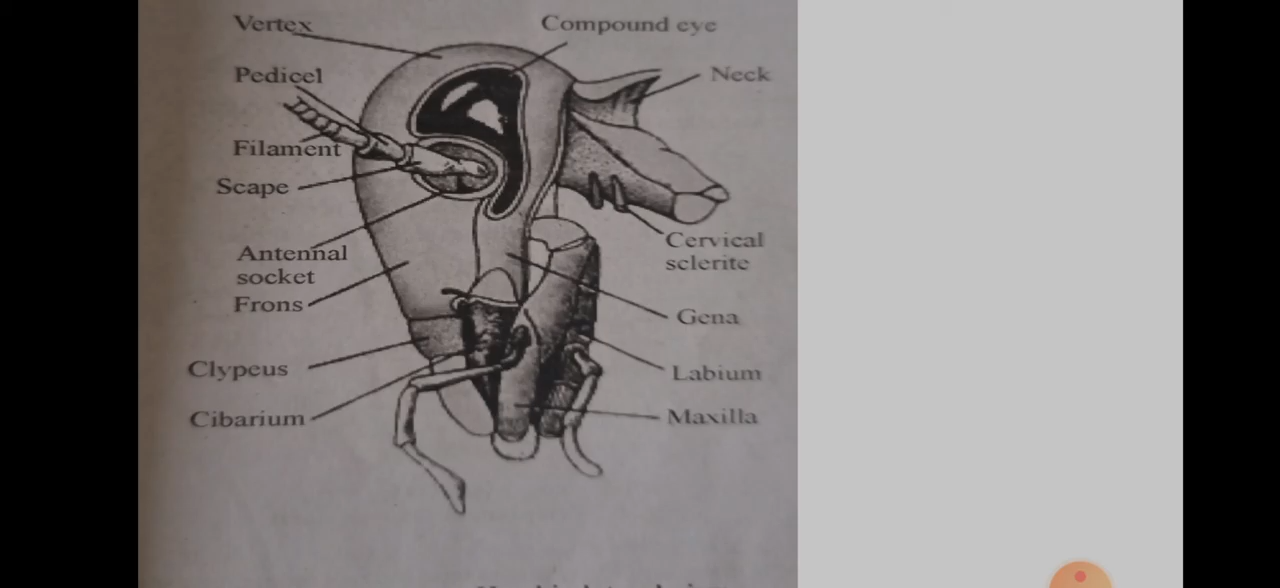 Vertex
Compound eye
Pedicel
Neck
Filament
Scape
Antennal
socket
Cervical
sclerite
Frons
Gena
Clypeus
Labium
Cibarium
Maxilla